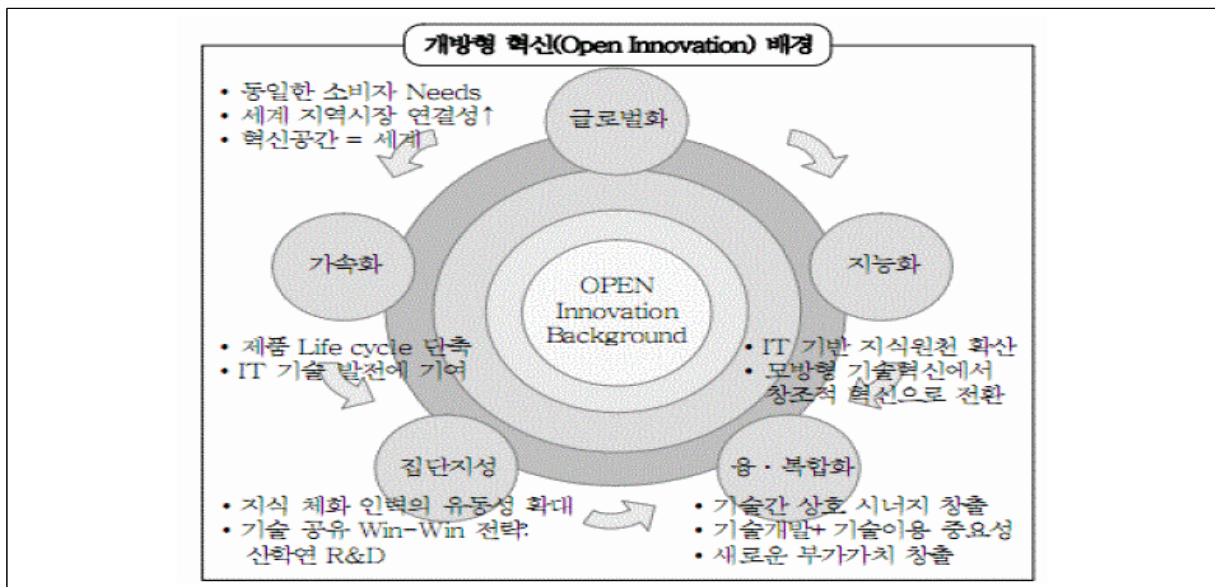 개방형 혁신(Open Innovation) 배경
• 동일한 소비자 Needs
• 세계 지역시장 연결성↑
• 혁신공간 = 세계
글로벌화
가속화
지능화
OPEN
Innovation
Background
• 제품 Life cycle 단축
• IT 기술 발전에 기여
• IT 기반 지식원천 확산
• 모방형 기술혁신에서
창조적 혁신으로 전환
집단지성
융·복합화
• 지식 체화 인력의 유동성 확대
• 기술 공유 Win-Win 전략:
산학연 R&D
• 기술간 상호 시너지 창출
• 기술개발+ 기술이용 중요성
• 새로운 부가가치 창출